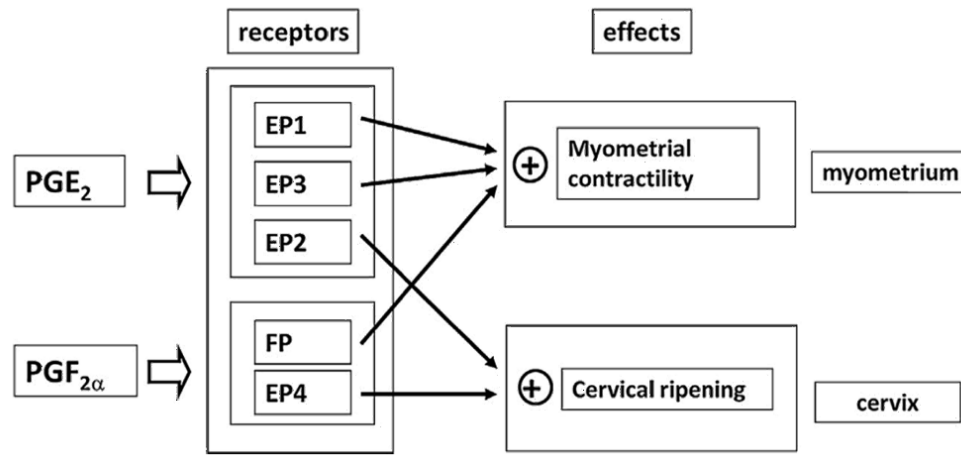 receptors
effects
PGE₂
EP1
EP3
EP2
Myometrial
contractility
myometrium
PGF₂α
FP
EP4
Cervical ripening
cervix